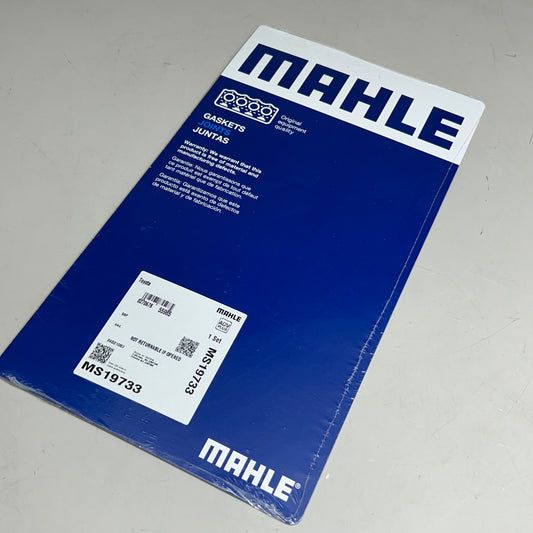 MAHLE
Original
equipment
quality
GASKETS
JOINTS
JUNTAS
Warranty: We warrant that this
product is free of material and
manufacturing defects.
Garantie: Nous garantissons que
ce produit est exempt de tout défaut
tant matériel que de fabrication.
Garantía: Garantizamos que este
producto está exento de defectos
de material y de fabricación.
Toyota
MAHLE
ADV
PLUS
1 Set
NOT RETURNABLE IF OPENED
MS19733
MS19733
MAHLE®